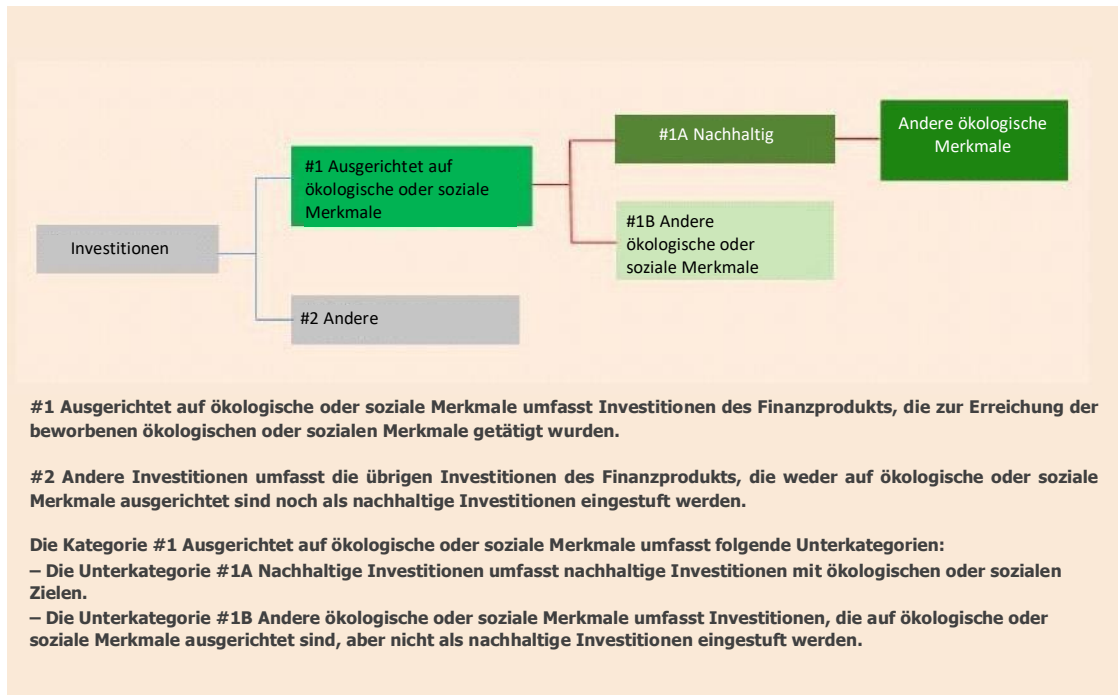 #1A Nachhaltig
Andere ökologische
Merkmale
#1 Ausgerichtet auf
ökologische oder soziale
Merkmale
#1B Andere
ökologische oder
soziale Merkmale
Investitionen
#2 Andere
#1 Ausgerichtet auf ökologische oder soziale Merkmale umfasst Investitionen des Finanzprodukts, die zur Erreichung der
beworbenen ökologischen oder sozialen Merkmale getätigt wurden.
#2 Andere Investitionen umfasst die übrigen Investitionen des Finanzprodukts, die weder auf ökologische oder soziale
Merkmale ausgerichtet sind noch als nachhaltige Investitionen eingestuft werden.
Die Kategorie #1 Ausgerichtet auf ökologische oder soziale Merkmale umfasst folgende Unterkategorien:
– Die Unterkategorie #1A Nachhaltige Investitionen umfasst nachhaltige Investitionen mit ökologischen oder sozialen
Zielen.
– Die Unterkategorie #1B Andere ökologische oder soziale Merkmale umfasst Investitionen, die auf ökologische oder
soziale Merkmale ausgerichtet sind, aber nicht als nachhaltige Investitionen eingestuft werden.